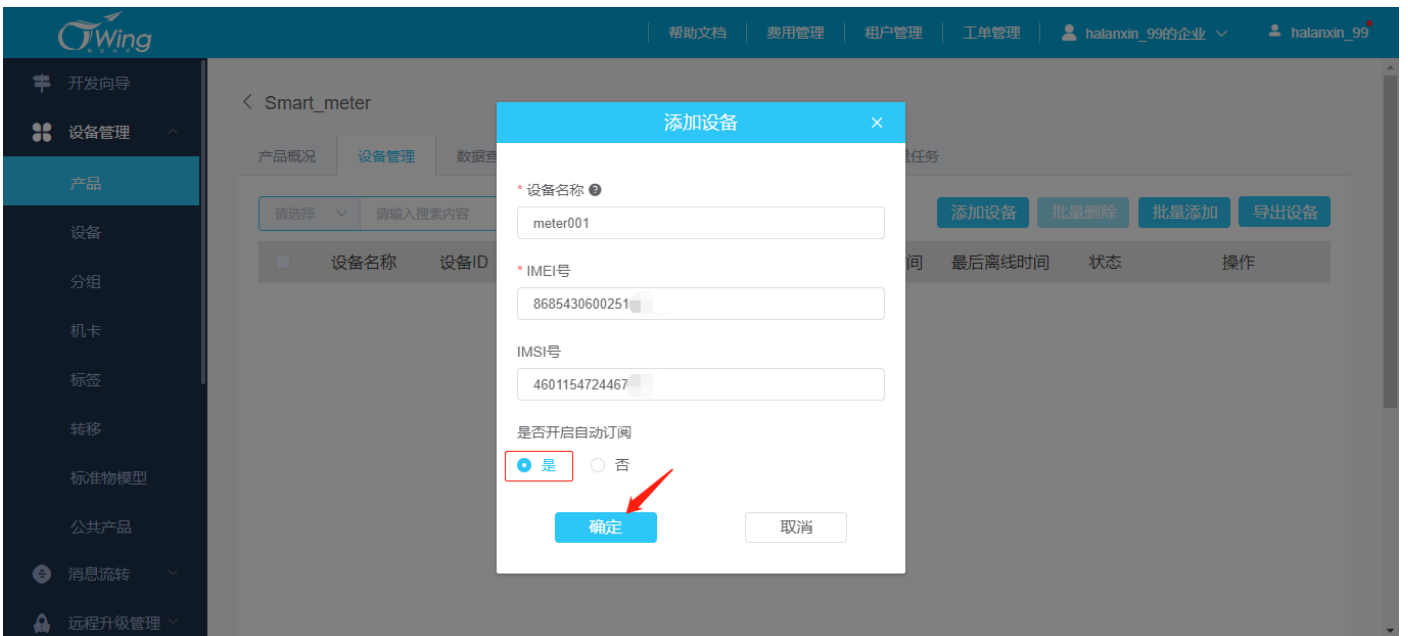 CTWing
帮助文档 费用管理 租户管理 工单管理 halanxin_99的企业 halanxin_99
开发向导
设备管理
产品
设备
分组
机卡
标签
转移
标准物模型
公共产品
消息流转
远程升级管理
Smart_meter
产品概况 设备管理 数据查 任务
请选择 请输入搜索内容 添加设备 批量删除 批量添加 导出设备
设备名称 设备ID 间 最后离线时间 状态 操作
添加设备 ×
* 设备名称
meter001
* IMEI号
8685430600251
IMSI号
4601154724467
是否开启自动订阅
是 否
确定 取消